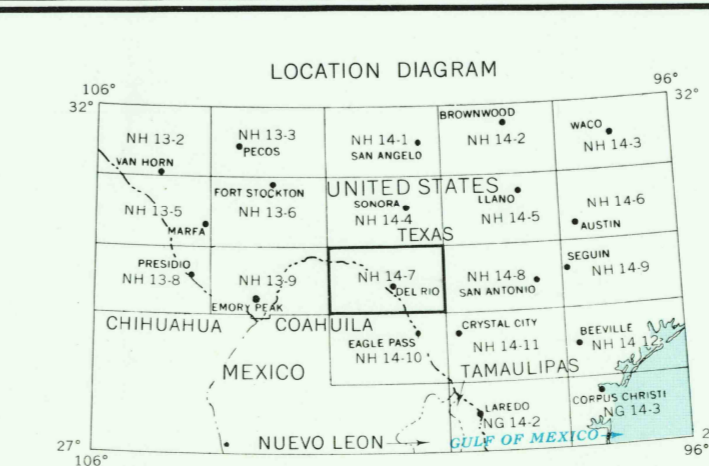 LOCATION DIAGRAM
106°
96°
32°
32°
NH 13-2
VAN HORN
NH 13-3
PECOS
NH 14-1
SAN ANGELO
BROWNWOOD
NH 14-2
WACO
NH 14-3
UNITED STATES
NH 13-5
MARFA
FORT STOCKTON
NH 13-6
SONORA
NH 14-4
LLANO
NH 14-5
NH 14-6
AUSTIN
TEXAS
PRESIDIO
NH 13-8
NH 13-9
EMORY PEAK
NH 14-7
DEL RIO
NH 14-8
SAN ANTONIO
SEGUIN
NH 14-9
CHIHUAHUA
COAHUILA
EAGLE PASS
NH 14-10
CRYSTAL CITY
NH 14-11
BEEVILLE
NH 14 12
MEXICO
TAMAULIPAS
LAREDO
NG 14-2
CORPUS CHRISTI
NG 14-3
NUEVO LEON
GULF OF MEXICO
27°
106°
96°